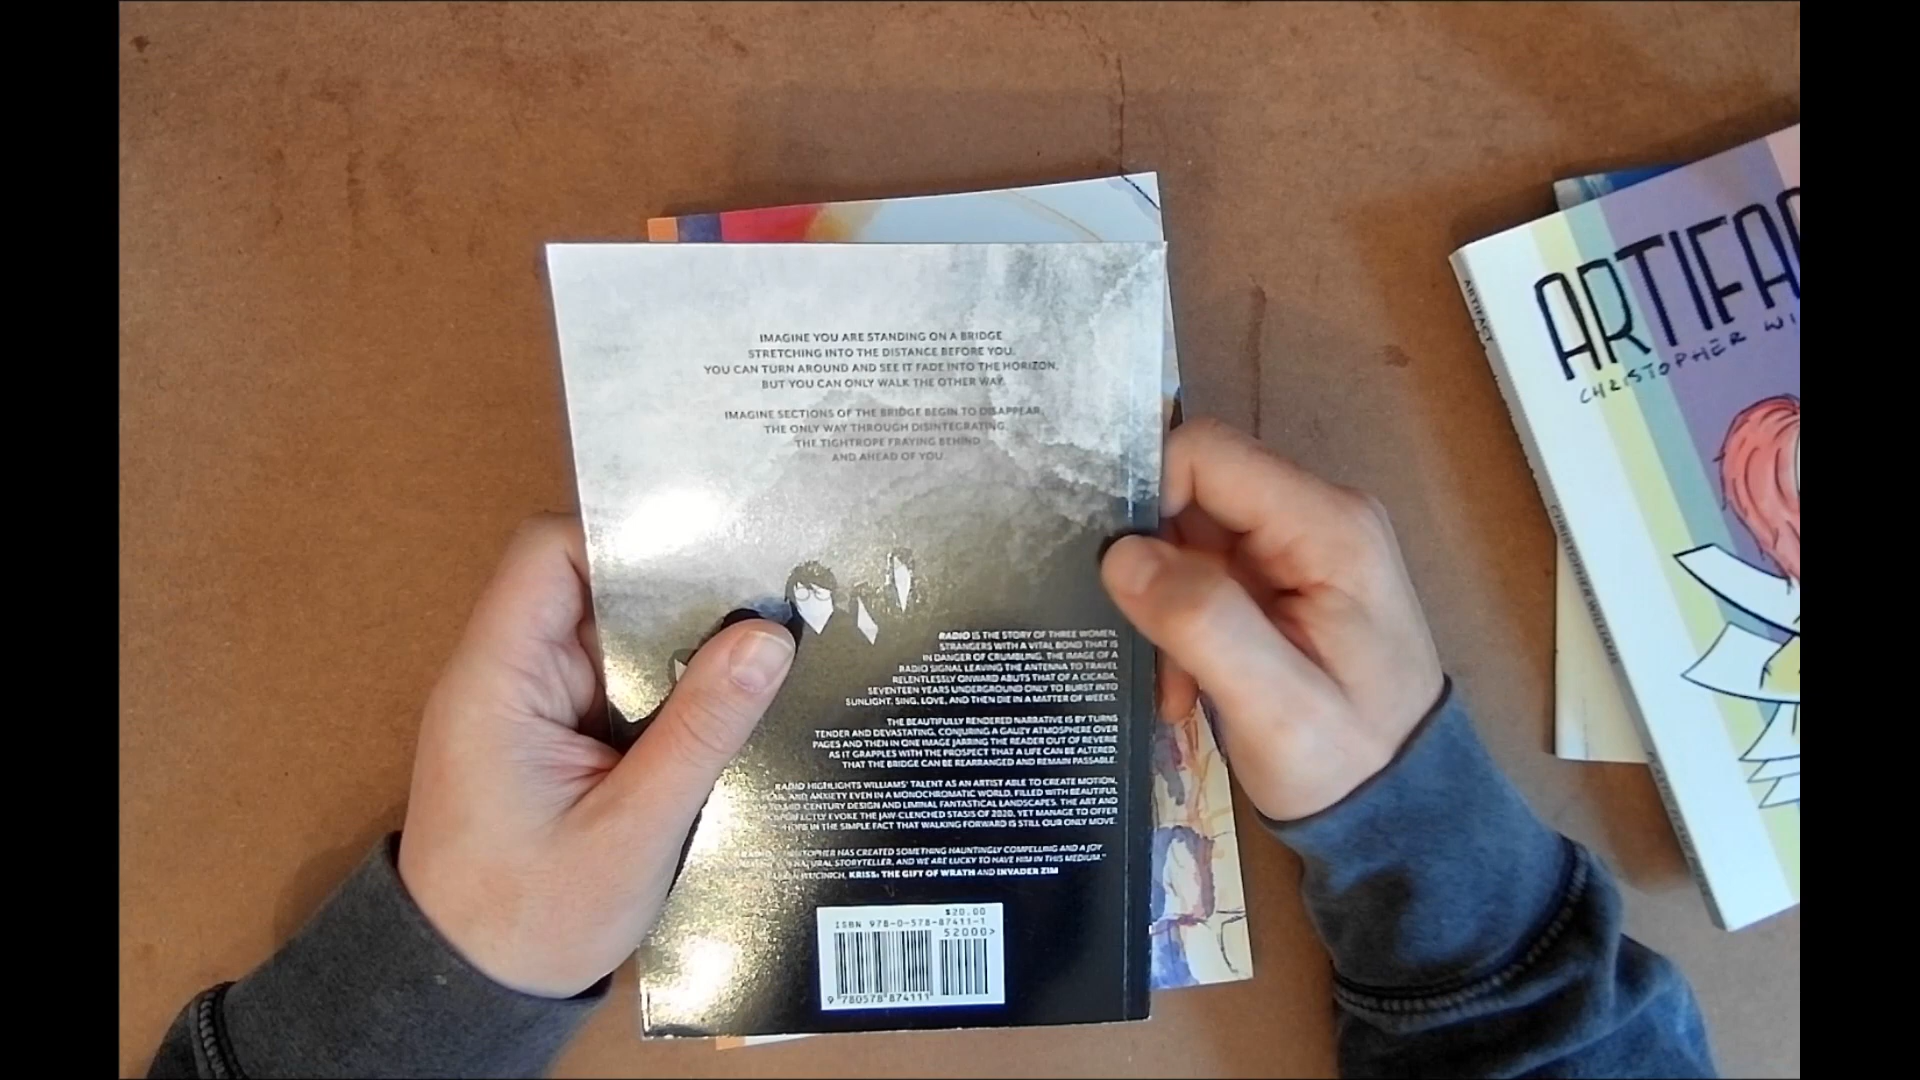 IMAGINE YOU ARE STANDING ON A BRIDGE
STRETCHING INTO THE DISTANCE BEFORE YOU.
YOU CAN TURN AROUND AND SEE IT FADE INTO THE HORIZON,
BUT YOU CAN ONLY WALK THE OTHER WAY.
IMAGINE SECTIONS OF THE BRIDGE BEGIN TO DISAPPEAR,
THE ONLY WAY THROUGH DISINTEGRATING.
THE TIGHTROPE FRAYING BEHIND
AND AHEAD OF YOU.
RADIO IS THE STORY OF THREE WOMEN,
STRANGERS WITH A VITAL BOND THAT IS
IN DANGER OF CRUMBLING. THE IMAGE OF A
RADIO SIGNAL LEAVING THE ANTENNA TO TRAVEL
RELENTLESSLY ONWARD ABUTS THAT OF A CICADA,
SEVENTEEN YEARS UNDERGROUND ONLY TO BURST INTO
SUNLIGHT, SING, LOVE, AND THEN DIE IN A MATTER OF WEEKS.
THE BEAUTIFULLY RENDERED NARRATIVE IS BY TURNS
TENDER AND DEVASTATING, CONJURING A GAUZY ATMOSPHERE OVER
PAGES AND THEN IN ONE IMAGE JARRING THE READER OUT OF REVERIE
AS IT GRAPPLES WITH THE PROSPECT THAT A LIFE CAN BE ALTERED,
THAT THE BRIDGE CAN BE REARRANGED AND REMAIN PASSABLE.
RADIO HIGHLIGHTS WILLIAMS' TALENT AS AN ARTIST ABLE TO CREATE MOTION,
AND ANXIETY EVEN IN A MONOCHROMATIC WORLD, FILLED WITH BEAUTIFUL
TO MID-CENTURY DESIGN AND LIMINAL FANTASTICAL LANDSCAPES. THE ART AND
EVOKE THE JAW-CLENCHED STASIS OF 2020, YET MANAGE TO OFFER
HOPE IN THE SIMPLE FACT THAT WALKING FORWARD IS STILL OUR ONLY MOVE.
HAS CREATED SOMETHING HAUNTINGLY COMPELLING AND A JOY
NATURAL STORYTELLER, AND WE ARE LUCKY TO HAVE HIM IN THIS MEDIUM."
KRISS: THE GIFT OF WRATH AND INVADER ZIM
$20.00
ISBN 978-0-578-87411-1
52000>
9 780578 874111
ARTIFA
CHRISTOPHER WI
ARTIFACT
CHRISTOPHER WILLIAMS